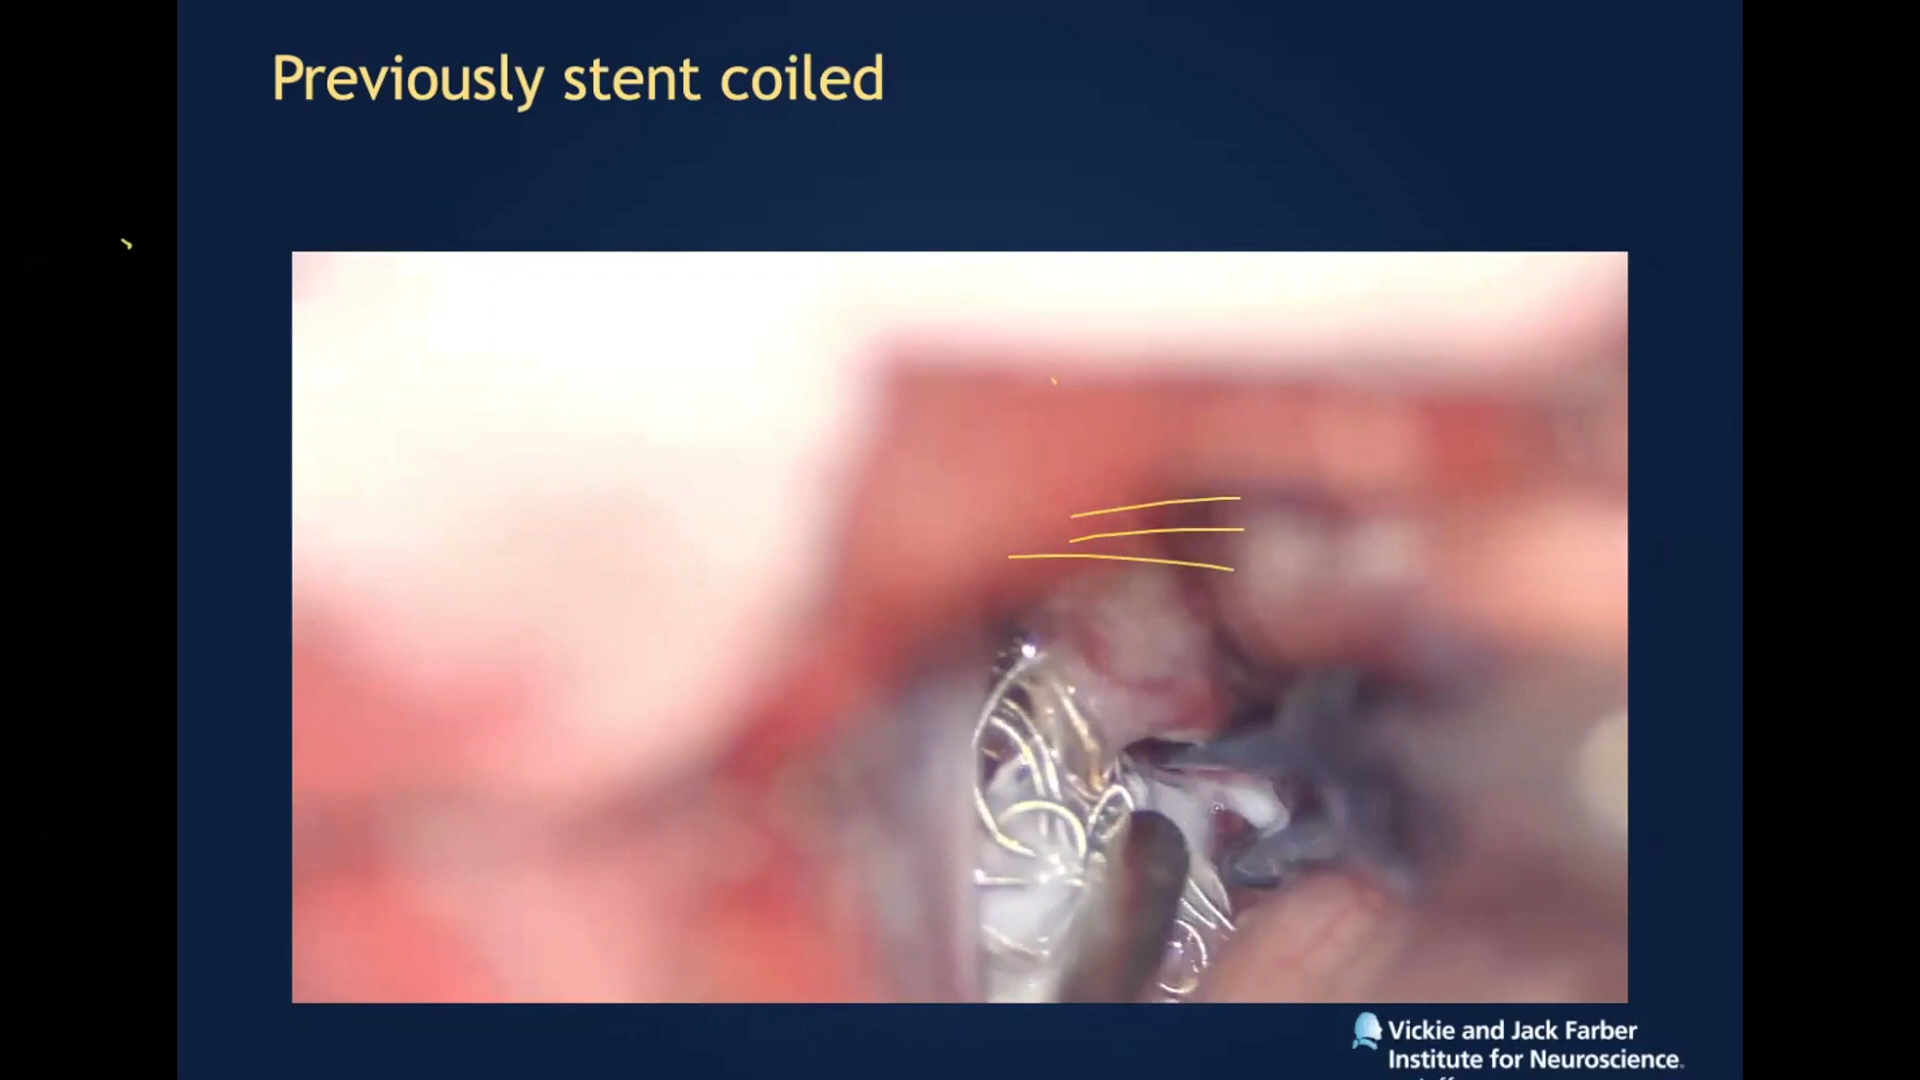 Previously stent coiled
Vickie and Jack Farber
Institute for Neuroscience